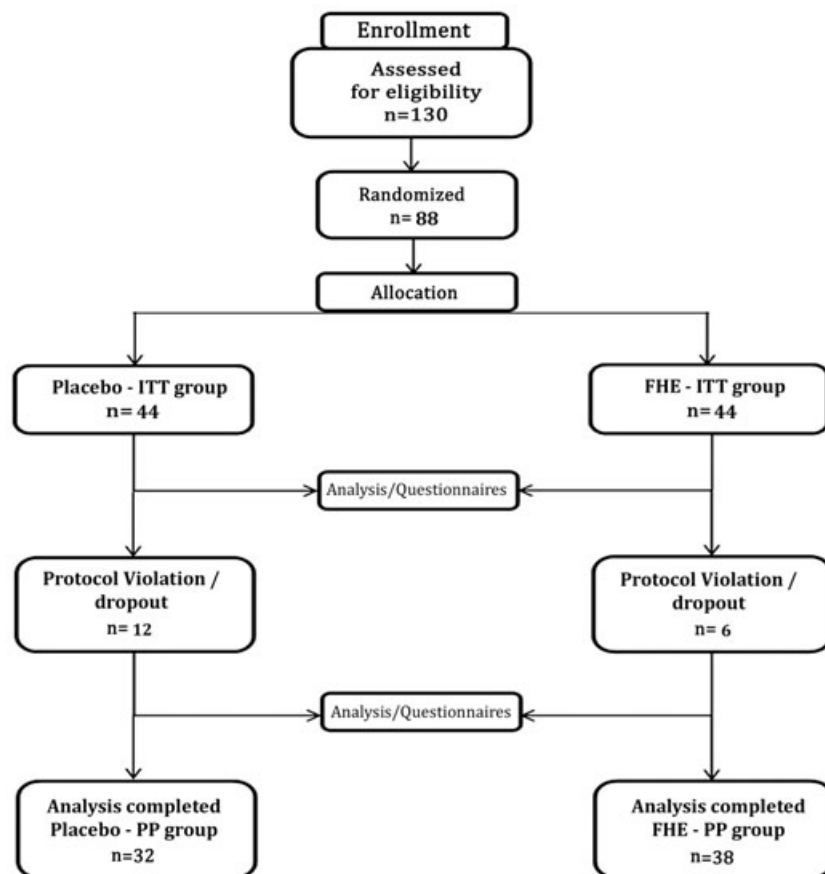 Enrollment
Assessed
for eligibility
n=130
Randomized
n= 88
Allocation
Placebo - ITT group
n= 44
FHE - ITT group
n= 44
Analysis/Questionnaires
Protocol Violation /
dropout
n= 12
Protocol Violation /
dropout
n= 6
Analysis/Questionnaires
Analysis completed
Placebo - PP group
n=32
Analysis completed
FHE - PP group
n=38